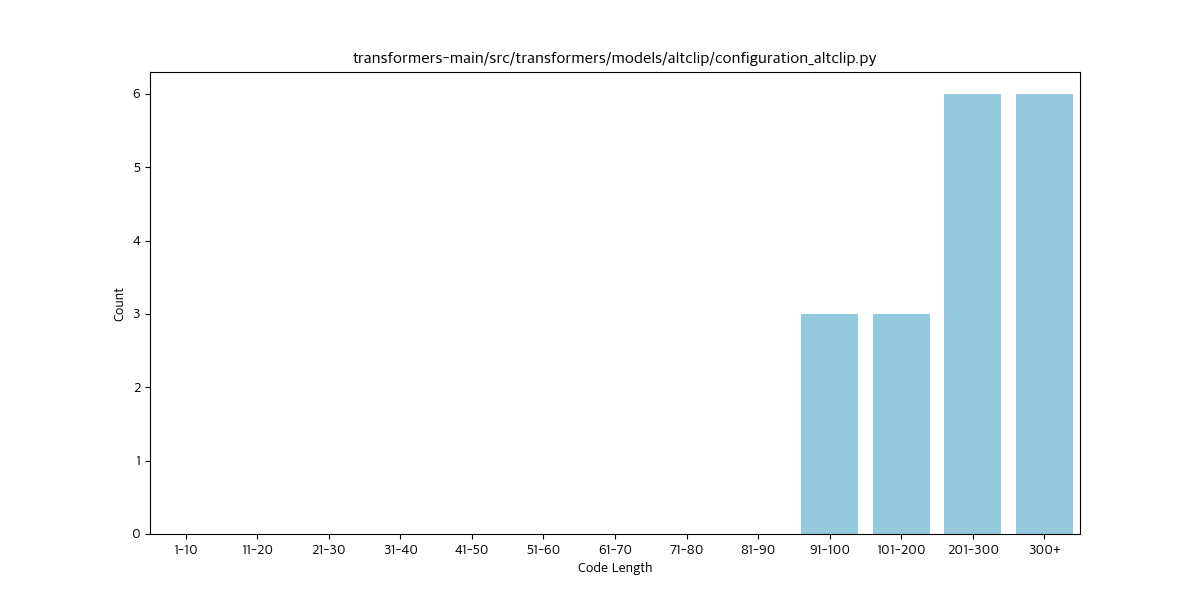 transformers-main/src/transformers/models/altclip/configuration_altclip.py
Count
6
5
4
3
2
1
0
1-10 11-20 21-30 31-40 41-50 51-60 61-70 71-80 81-90 91-100 101-200 201-300 300+
Code Length